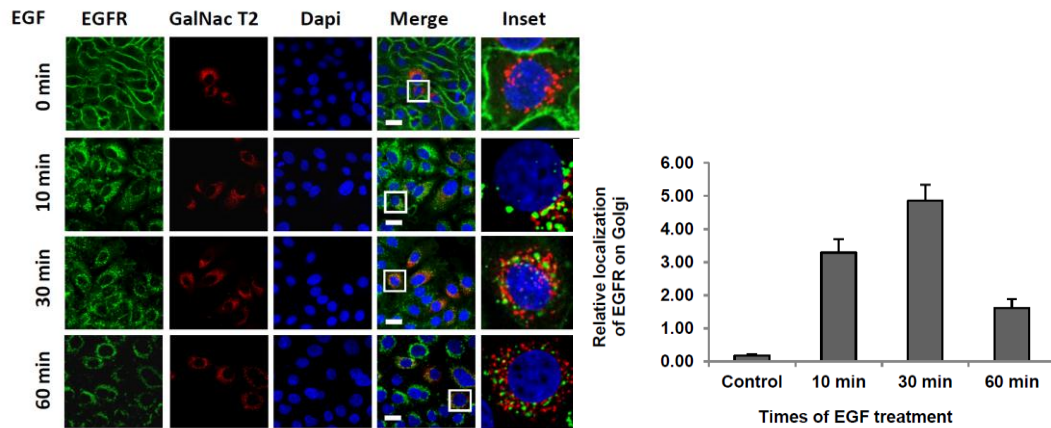 EGF EGFR GalNac T2 Dapi Merge Inset
0 min
10 min
30 min
60 min
Relative localization
of EGFR on Golgi
6.00
5.00
4.00
3.00
2.00
1.00
0.00
Control 10 min 30 min 60 min
Times of EGF treatment